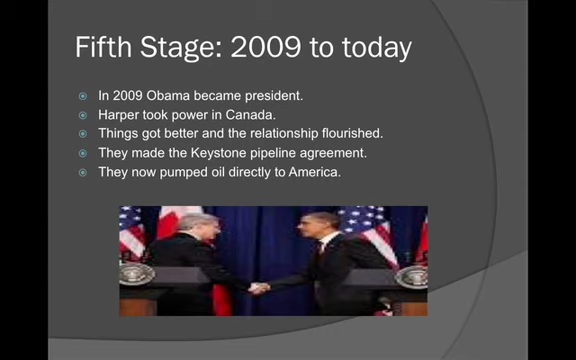 Fifth Stage: 2009 to today
In 2009 Obama became president.
Harper took power in Canada.
Things got better and the relationship flourished.
They made the Keystone pipeline agreement.
They now pumped oil directly to America.